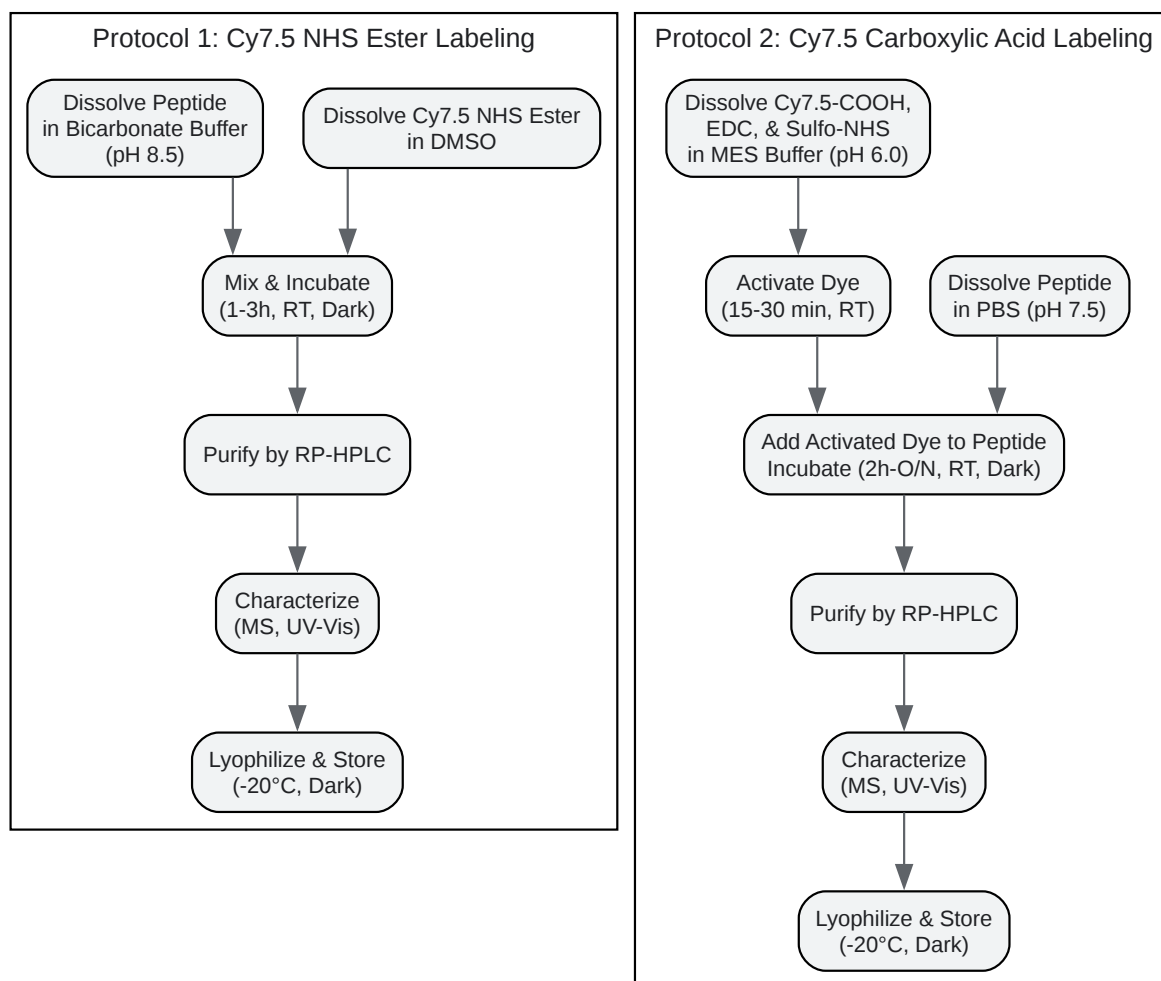 Protocol 1: Cy7.5 NHS Ester Labeling
Dissolve Peptide
in Bicarbonate Buffer
(pH 8.5)
Dissolve Cy7.5 NHS Ester
in DMSO
Mix & Incubate
(1-3h, RT, Dark)
Purify by RP-HPLC
Characterize
(MS, UV-Vis)
Lyophilize & Store
(-20°C, Dark)
Protocol 2: Cy7.5 Carboxylic Acid Labeling
Dissolve Cy7.5-COOH,
EDC, & Sulfo-NHS
in MES Buffer (pH 6.0)
Activate Dye
(15-30 min, RT)
Dissolve Peptide
in PBS (pH 7.5)
Add Activated Dye to Peptide
Incubate (2h-O/N, RT, Dark)
Purify by RP-HPLC
Characterize
(MS, UV-Vis)
Lyophilize & Store
(-20°C, Dark)